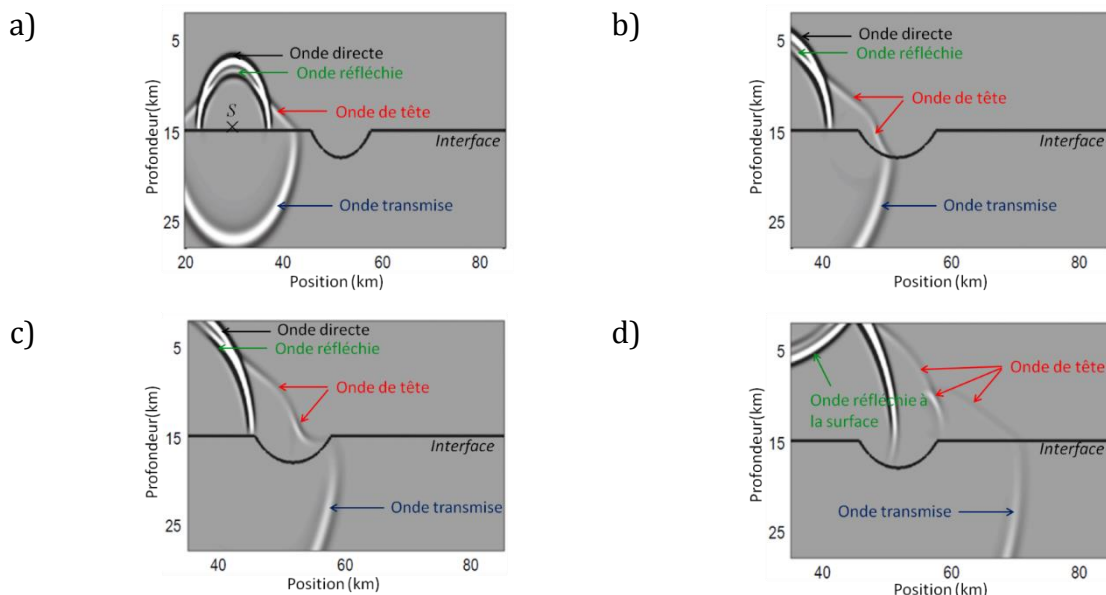 a)
Profondeur(km)
5
15
25
Onde directe
Onde réfléchie
Onde de tête
S
Interface
Onde transmise
20 40 60 80
Position (km)
b)
Profondeur(km)
5
15
25
Onde directe
Onde réfléchie
Onde de tête
Interface
Onde transmise
40 60 80
Position (km)
c)
Profondeur(km)
5
15
25
Onde directe
Onde réfléchie
Onde de tête
Interface
Onde transmise
40 60 80
Position (km)
d)
Profondeur(km)
5
15
25
Onde de tête
Onde réfléchie à
la surface
Interface
Onde transmise
40 60 80
Position (km)